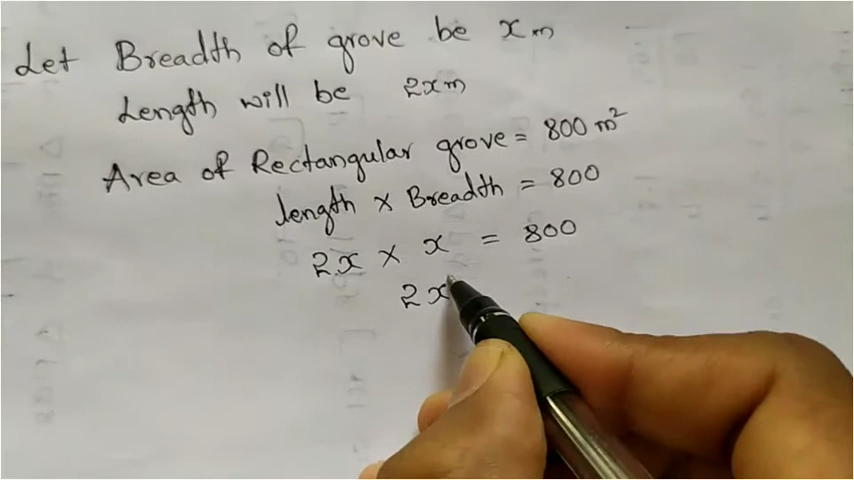 Let Breadth of grove be x m
Length will be 2x m
Area of Rectangular grove = 800 m²
length × Breadth = 800
2x × x = 800
2x